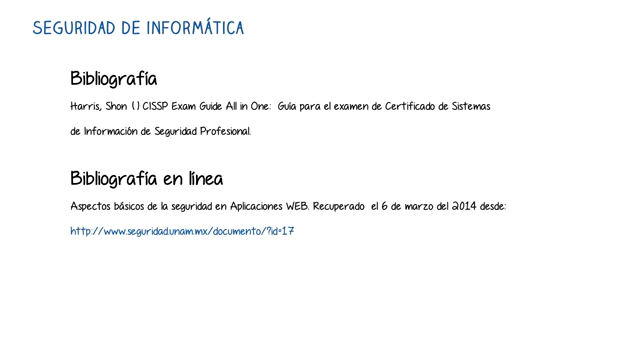 SEGURIDAD DE INFORMÁTICA
Bibliografía
Harris, Shon () CISSP Exam Guide All in One: Guía para el examen de Certificado de Sistemas
de Información de Seguridad Profesional.
Bibliografía en línea
Aspectos básicos de la seguridad en Aplicaciones WEB. Recuperado el 6 de marzo del 2014 desde:
http://www.seguridad.unam.mx/documento/?id=17